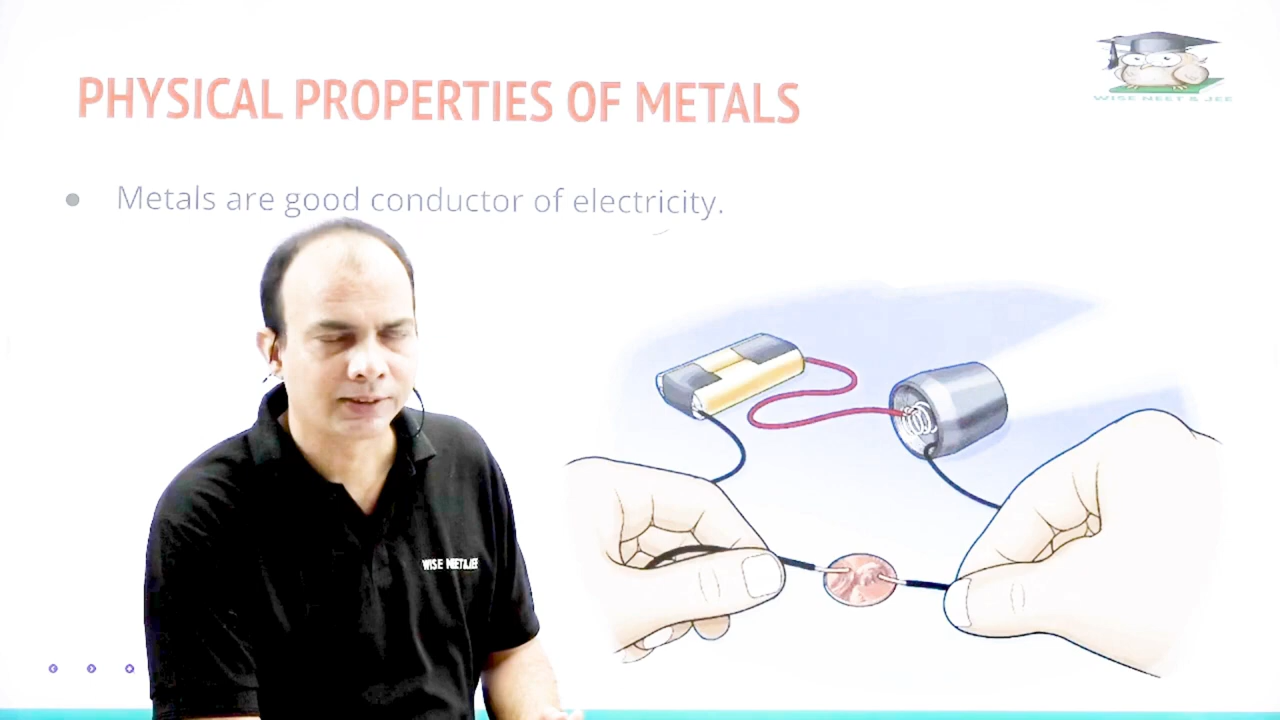 PHYSICAL PROPERTIES OF METALS
WISE NEET & JEE
Metals are good conductor of electricity.
WISE NEET&JEE